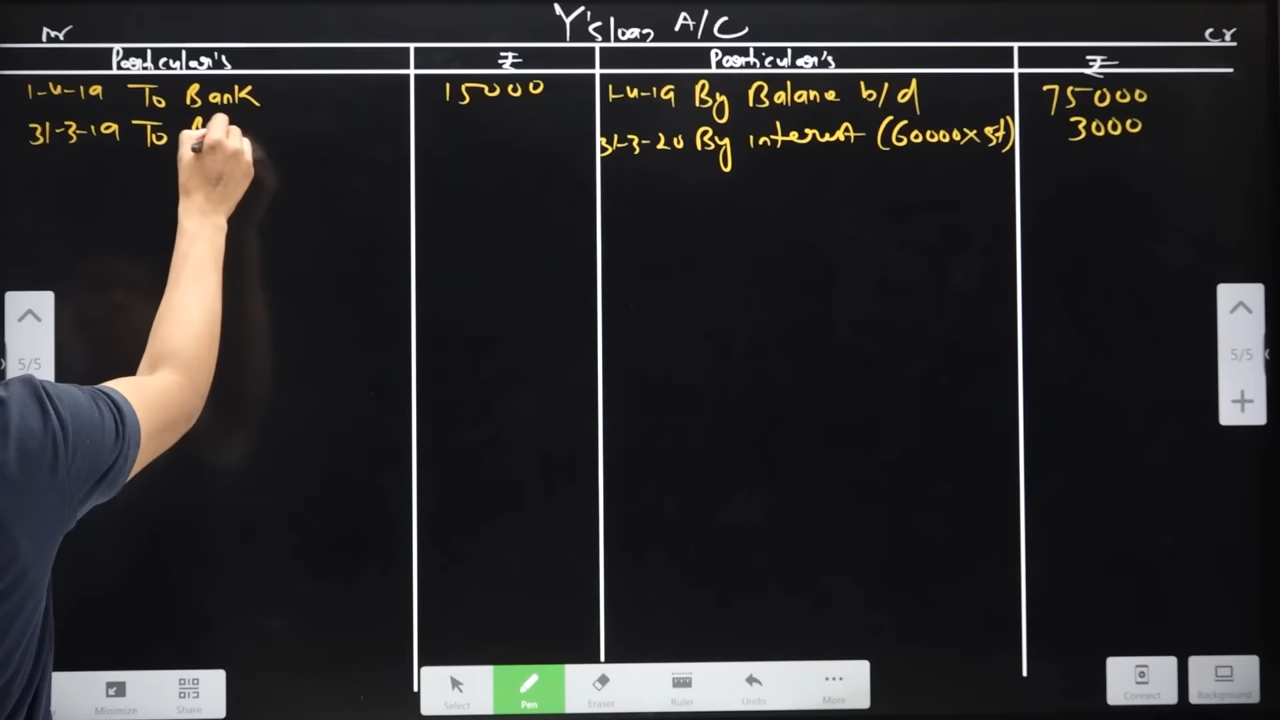 Y's loan A/C
Dr
Cr
Particular's ₹ Particular's ₹
1-4-19 To Bank 15000 1-4-19 By Balane b/d 75000
31-3-19 To 31-3-20 By interest (60000×5%) 3000
5/5
5/5
Minimize
Share
Select
Pen
Eraser
Ruler
Undo
More
Connect
Background